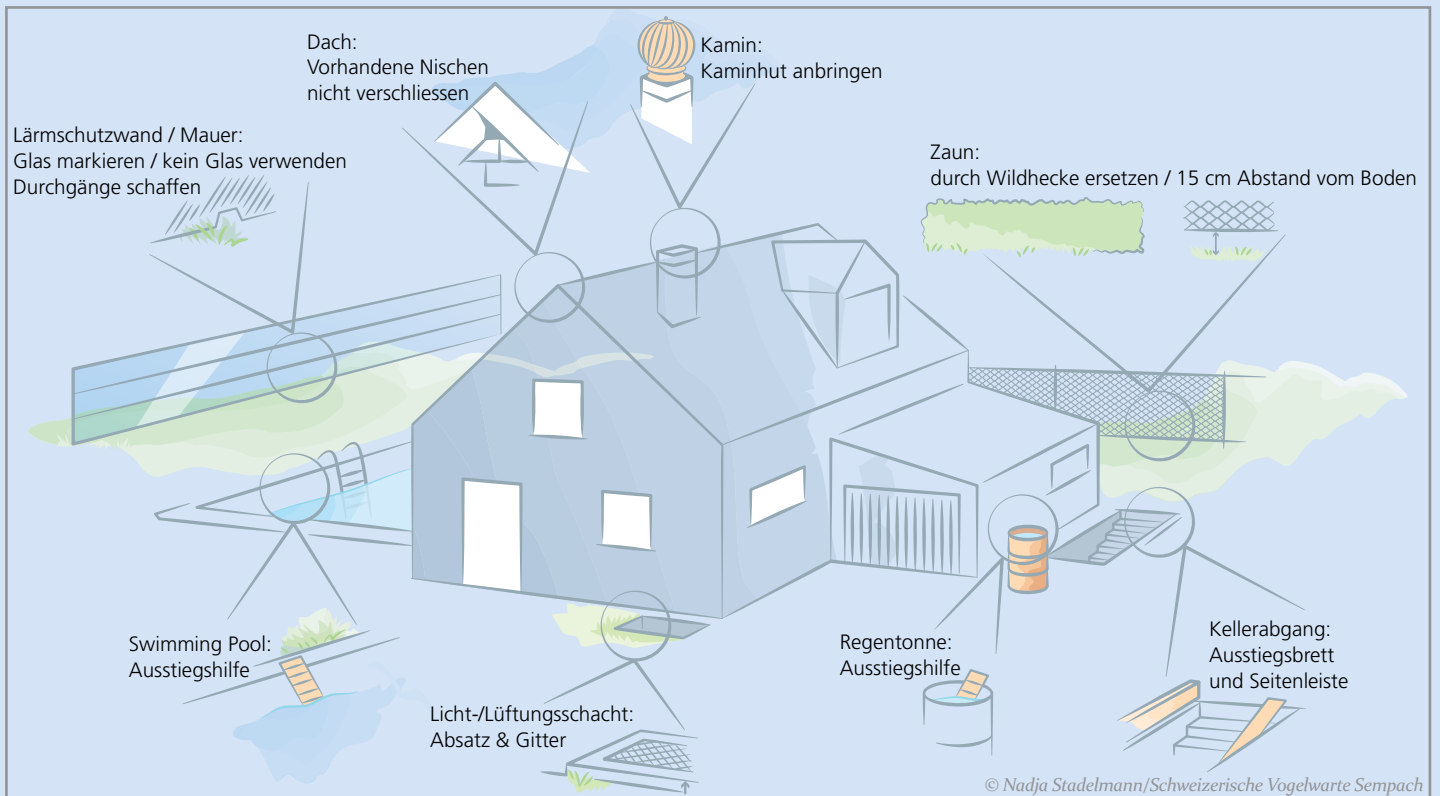 Dach:
Vorhandene Nischen
nicht verschliessen
Kamin:
Kaminhut anbringen
Lärmschutzwand / Mauer:
Glas markieren / kein Glas verwenden
Durchgänge schaffen
Zaun:
durch Wildhecke ersetzen / 15 cm Abstand vom Boden
Swimming Pool:
Ausstiegshilfe
Licht-/Lüftungsschacht:
Absatz & Gitter
Regentonne:
Ausstiegshilfe
Kellerabgang:
Ausstiegsbrett
und Seitenleiste
© Nadja Stadelmann/Schweizerische Vogelwarte Sempach